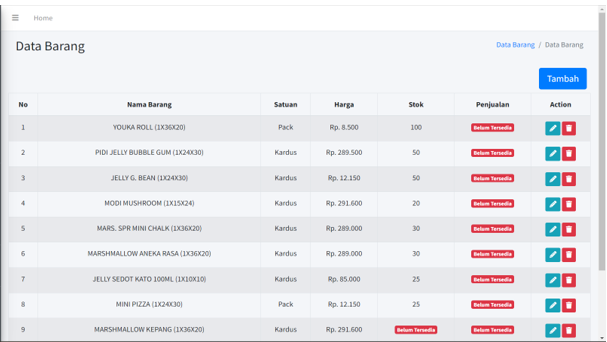 Home
Data Barang
Data Barang / Data Barang
Tambah
No Nama Barang Satuan Harga Stok Penjualan Action
1 YOUKA ROLL (1X36X20) Pack Rp. 8.500 100 Belum Tersedia
2 PIDI JELLY BUBBLE GUM (1X24X30) Kardus Rp. 289.500 50 Belum Tersedia
3 JELLY G. BEAN (1X24X30) Kardus Rp. 12.150 50 Belum Tersedia
4 MODI MUSHROOM (1X15X24) Kardus Rp. 291.600 20 Belum Tersedia
5 MARS. SPR MINI CHALK (1X36X20) Kardus Rp. 289.000 30 Belum Tersedia
6 MARSHMALLOW ANEKA RASA (1X36X20) Kardus Rp. 289.000 30 Belum Tersedia
7 JELLY SEDOT KATO 100ML (1X10X10) Kardus Rp. 85.000 25 Belum Tersedia
8 MINI PIZZA (1X24X30) Pack Rp. 12.150 25 Belum Tersedia
9 MARSHMALLOW KEPANG (1X36X20) Kardus Rp. 291.600 Belum Tersedia Belum Tersedia